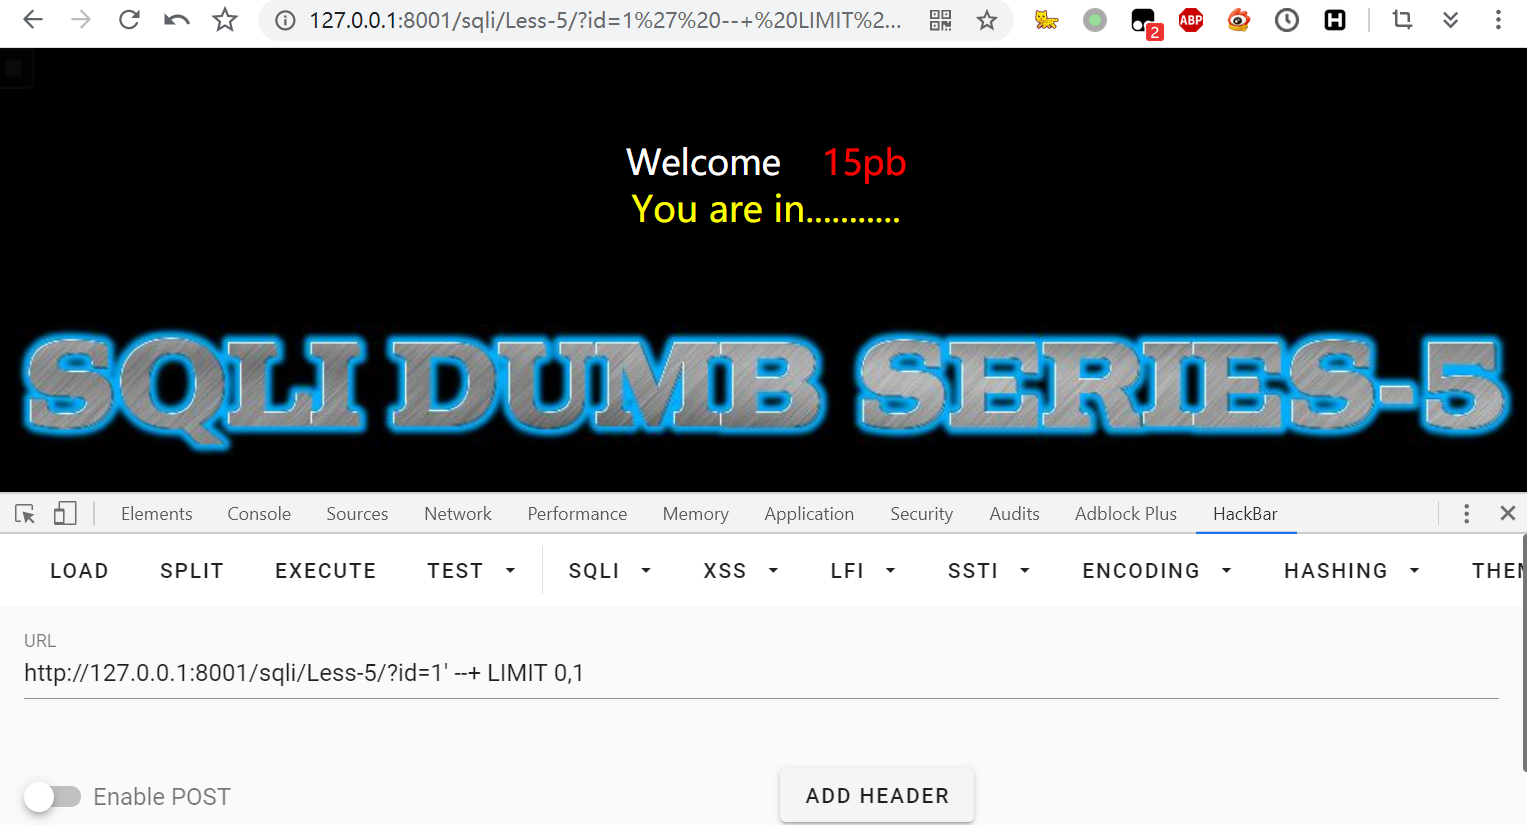 127.0.0.1:8001/sqli/Less-5/?id=1%27%20--+%20LIMIT%2...
2
ABP
H
Welcome 15pb
You are in...........
SQLI DUMB SERIES-5
Elements Console Sources Network Performance Memory Application Security Audits Adblock Plus HackBar
LOAD SPLIT EXECUTE TEST SQLI XSS LFI SSTI ENCODING HASHING THEM
URL
http://127.0.0.1:8001/sqli/Less-5/?id=1' --+ LIMIT 0,1
Enable POST ADD HEADER